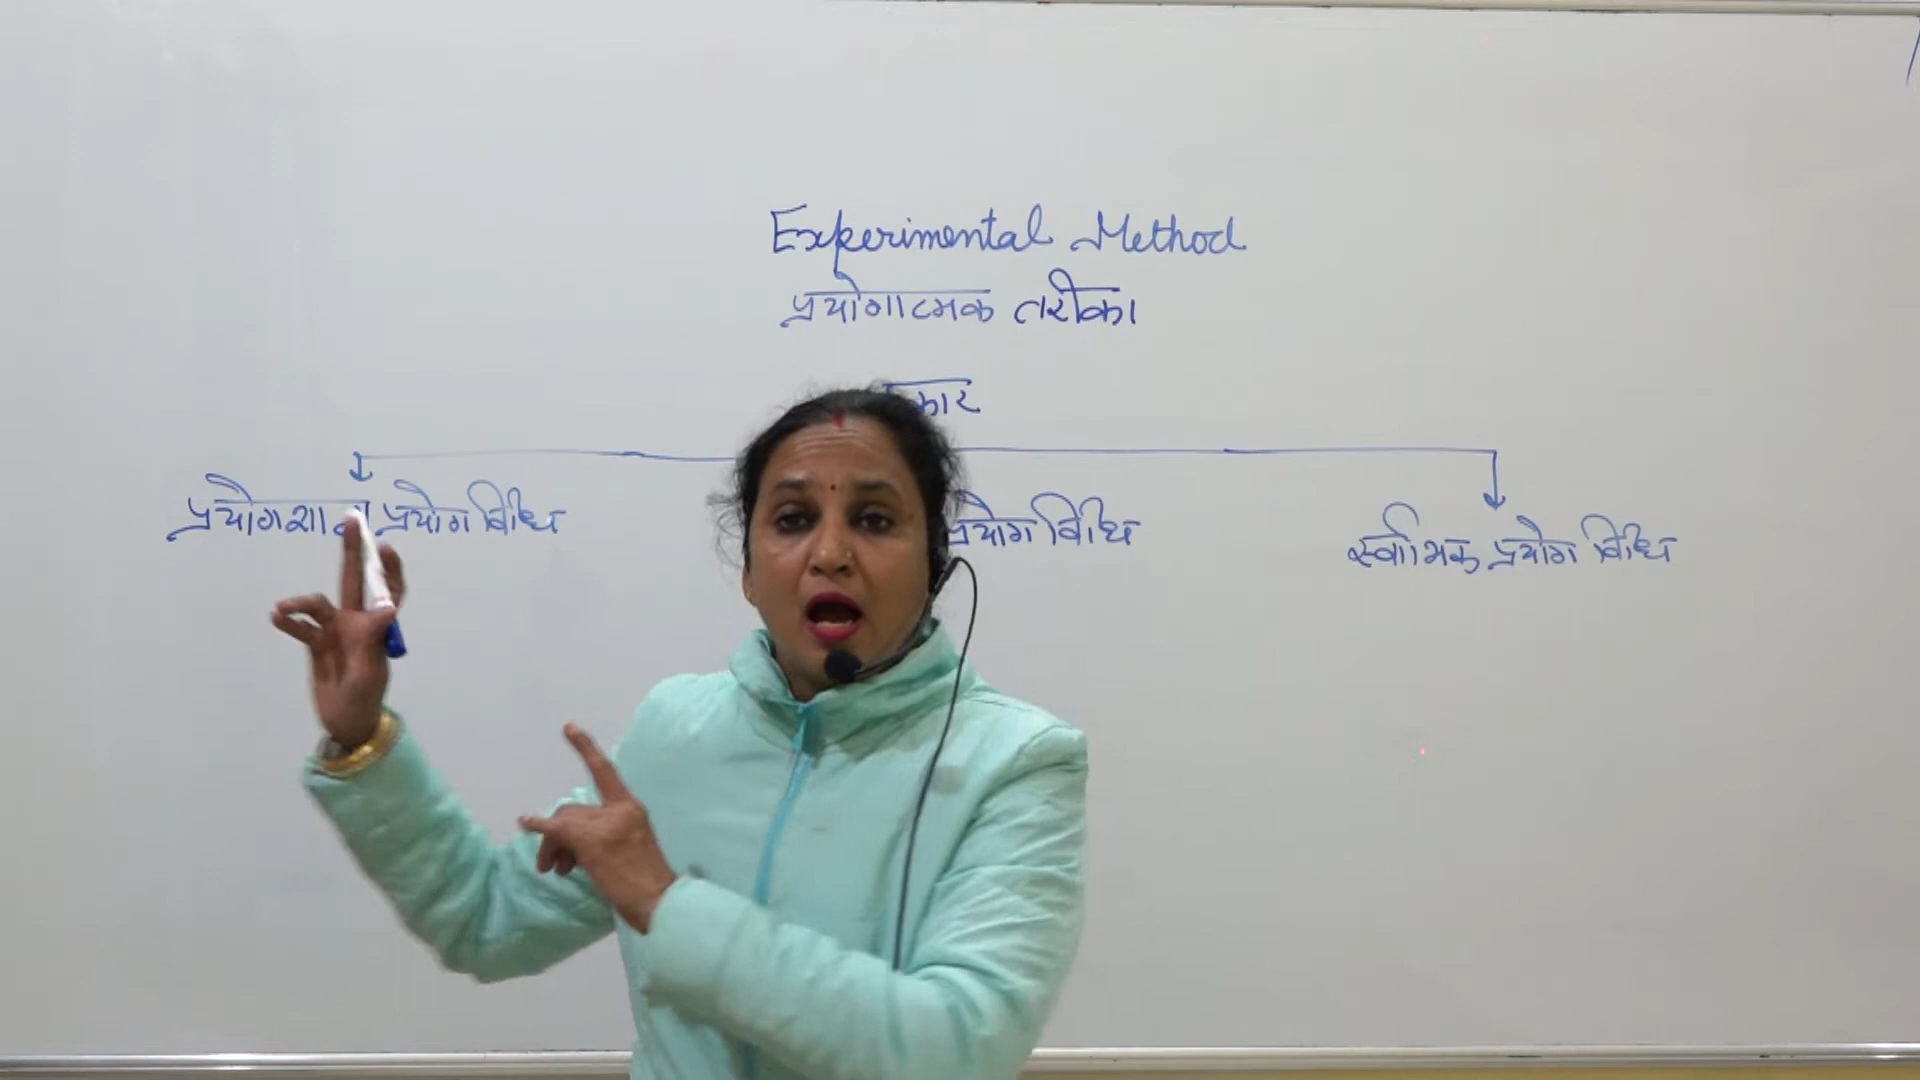 Experimental Method
प्रयोगात्मक तरीका
प्रयोग विधि
प्रयोग विधि
स्वाभिक प्रयोग विधि